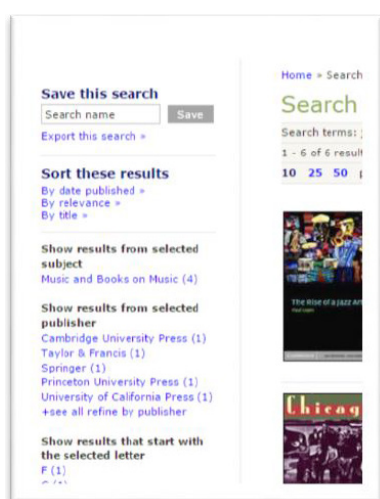 Save this search
Search name
Save
Export this search »
Sort these results
By date published »
By relevance »
By title »
Show results from selected
subject
Music and Books on Music (4)
Show results from selected
publisher
Cambridge University Press (1)
Taylor & Francis (1)
Springer (1)
Princeton University Press (1)
University of California Press (1)
+see all refine by publisher
Show results that start with
the selected letter
F (1)
Home » Search
Search
Search terms:
1 - 6 of 6 result
10 25 50
The Rise of a Jazz Art
Paul Lopes
Chicag